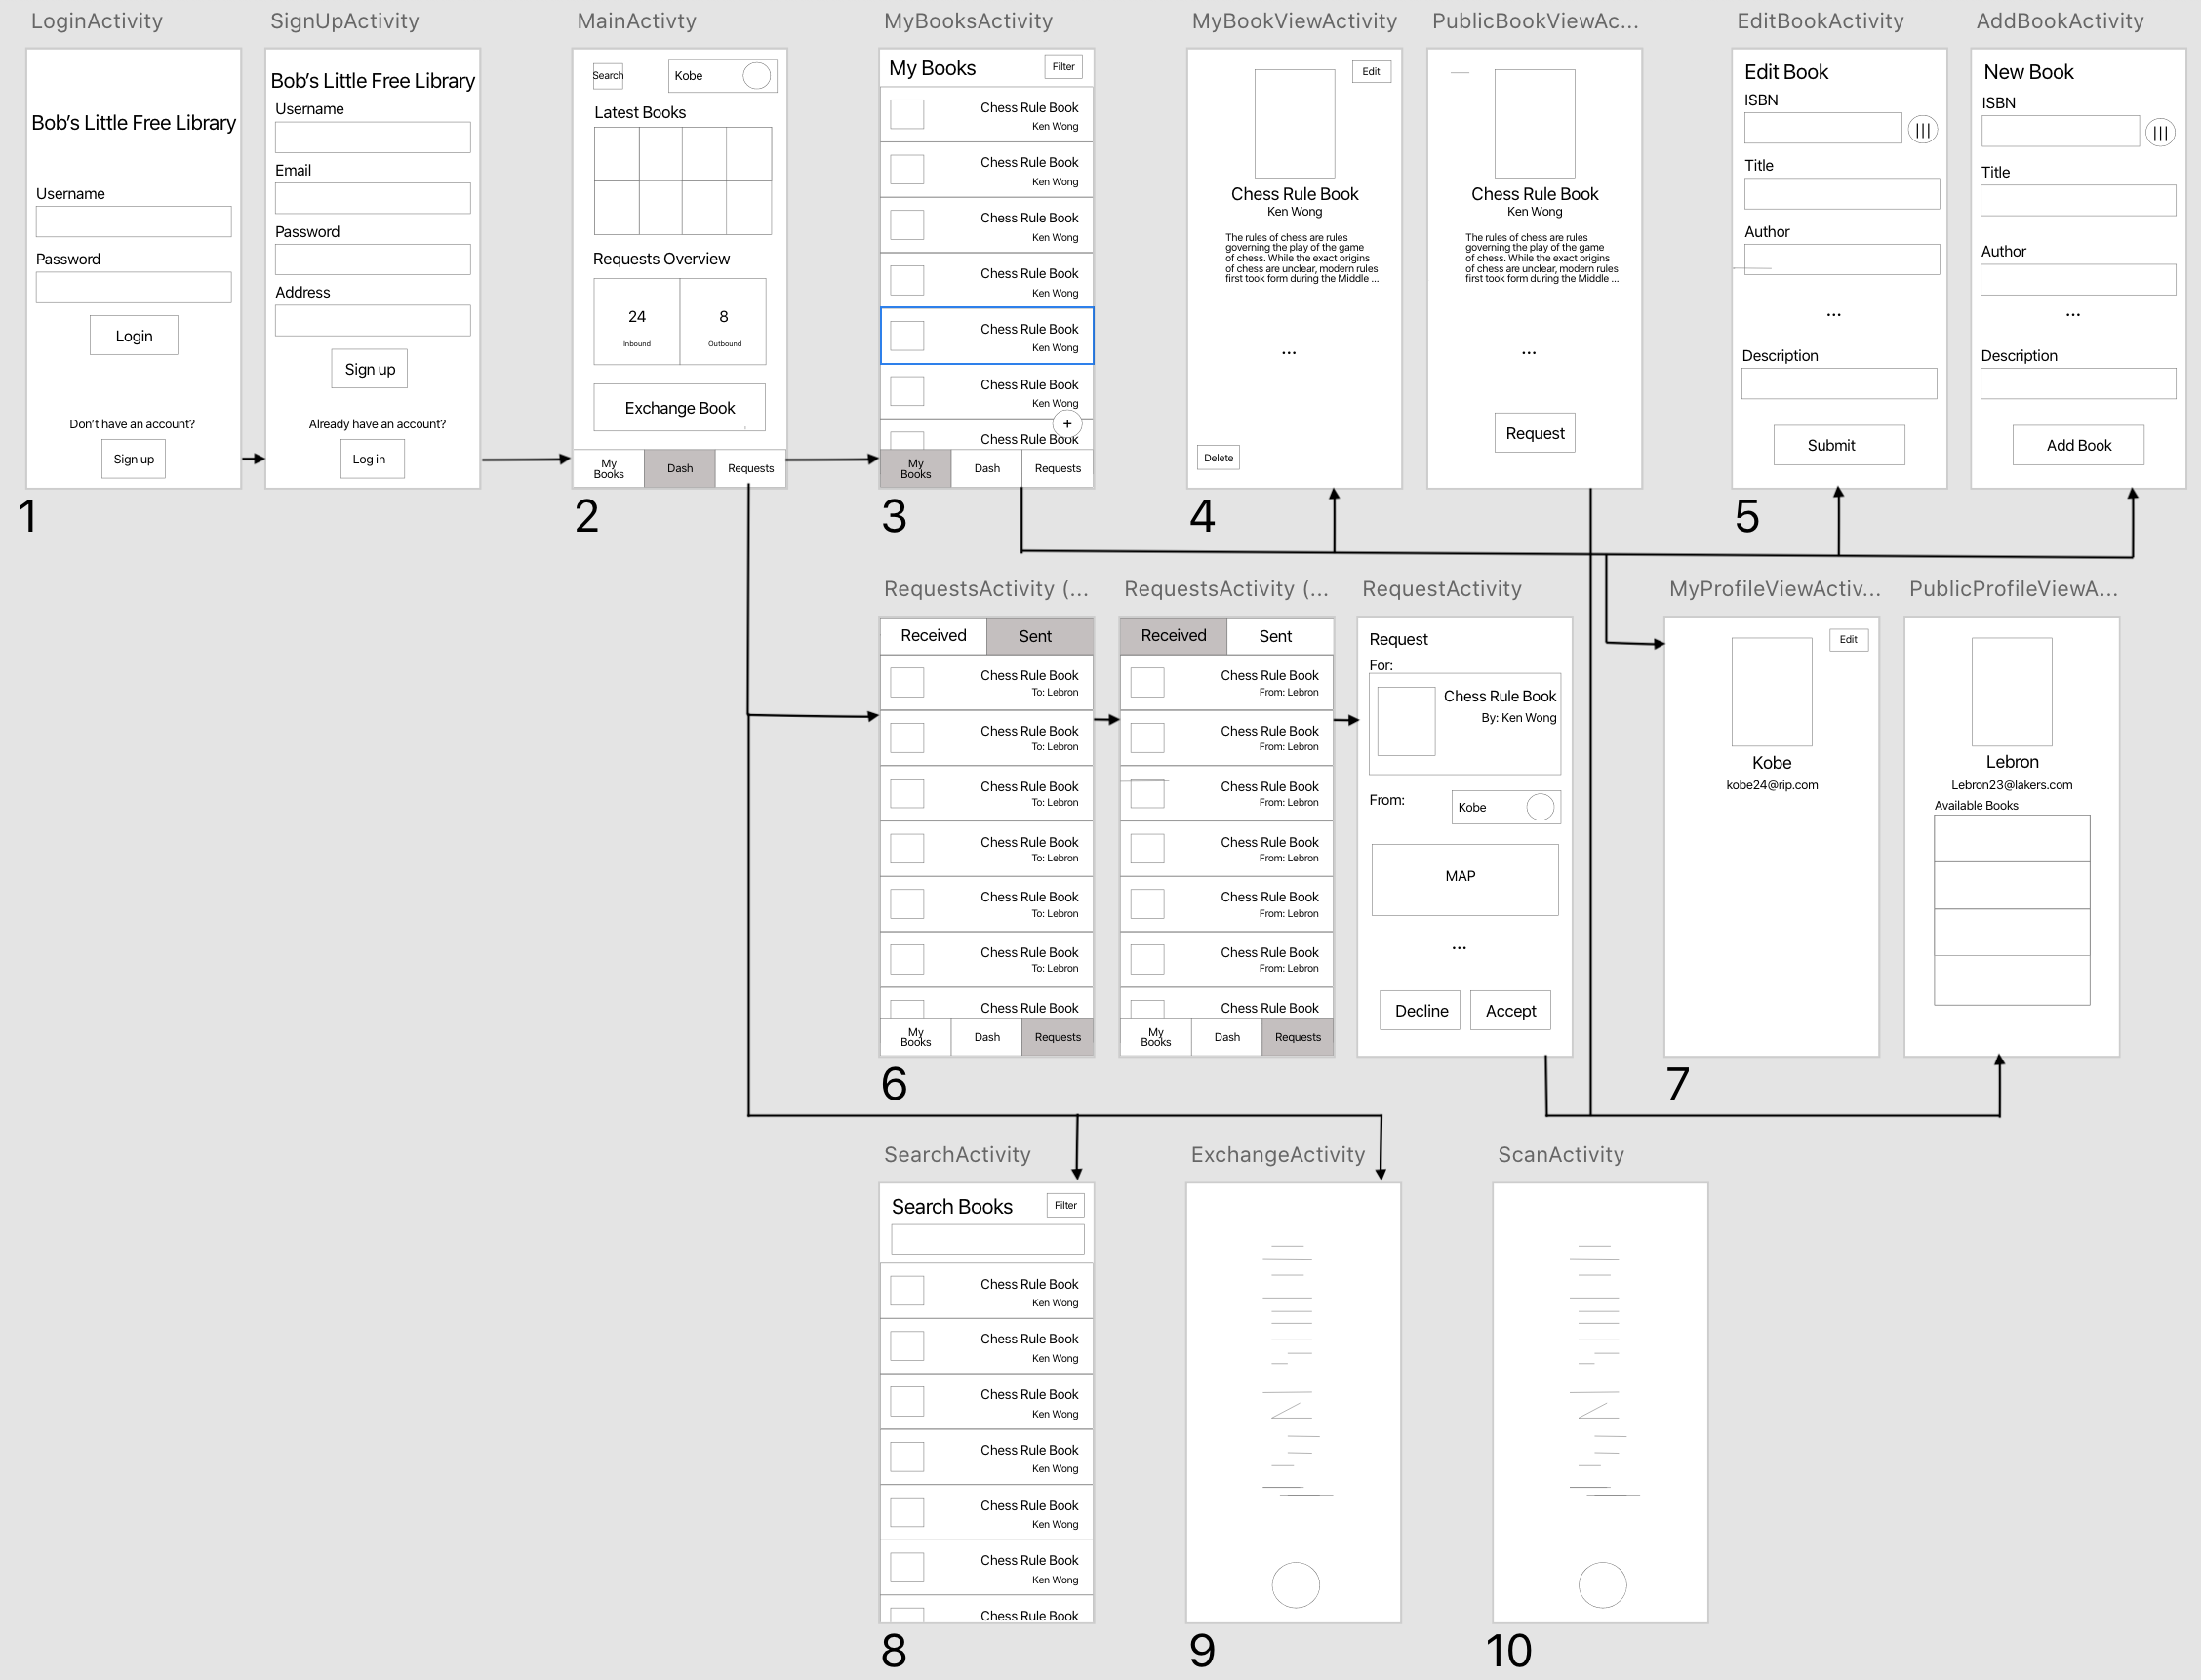 LoginActivity
Bob's Little Free Library
Username
Password
Login
Don't have an account?
Sign up
1
SignUpActivity
Bob's Little Free Library
Username
Email
Password
Address
Sign up
Already have an account?
Log in
MainActivty
Search
Kobe
Latest Books
Requests Overview
24
8
Inbound
Outbound
Exchange Book
My
Books
Dash
Requests
2
MyBooksActivity
My Books
Filter
Chess Rule Book
Ken Wong
Chess Rule Book
Ken Wong
Chess Rule Book
Ken Wong
Chess Rule Book
Ken Wong
Chess Rule Book
Ken Wong
Chess Rule Book
Ken Wong
+
Chess Rule Book
My
Books
Dash
Requests
3
MyBookViewActivity
Edit
Chess Rule Book
Ken Wong
The rules of chess are rules
governing the play of the game
of chess. While the exact origins
of chess are unclear, modern rules
first took form during the Middle ...
...
Delete
4
PublicBookViewAc...
Chess Rule Book
Ken Wong
The rules of chess are rules
governing the play of the game
of chess. While the exact origins
of chess are unclear, modern rules
first took form during the Middle ...
...
Request
EditBookActivity
Edit Book
ISBN
Title
Author
...
Description
Submit
5
AddBookActivity
New Book
ISBN
Title
Author
...
Description
Add Book
RequestsActivity (...
Received
Sent
Chess Rule Book
To: Lebron
Chess Rule Book
To: Lebron
Chess Rule Book
To: Lebron
Chess Rule Book
To: Lebron
Chess Rule Book
To: Lebron
Chess Rule Book
To: Lebron
Chess Rule Book
My
Books
Dash
Requests
6
RequestsActivity (...
Received
Sent
Chess Rule Book
From: Lebron
Chess Rule Book
From: Lebron
Chess Rule Book
From: Lebron
Chess Rule Book
From: Lebron
Chess Rule Book
From: Lebron
Chess Rule Book
From: Lebron
Chess Rule Book
My
Books
Dash
Requests
RequestActivity
Request
For:
Chess Rule Book
By: Ken Wong
From:
Kobe
MAP
...
Decline
Accept
MyProfileViewActiv...
Edit
Kobe
kobe24@rip.com
7
PublicProfileViewA...
Lebron
Lebron23@lakers.com
Available Books
SearchActivity
Search Books
Filter
Chess Rule Book
Ken Wong
Chess Rule Book
Ken Wong
Chess Rule Book
Ken Wong
Chess Rule Book
Ken Wong
Chess Rule Book
Ken Wong
Chess Rule Book
Ken Wong
Chess Rule Book
8
ExchangeActivity
9
ScanActivity
10